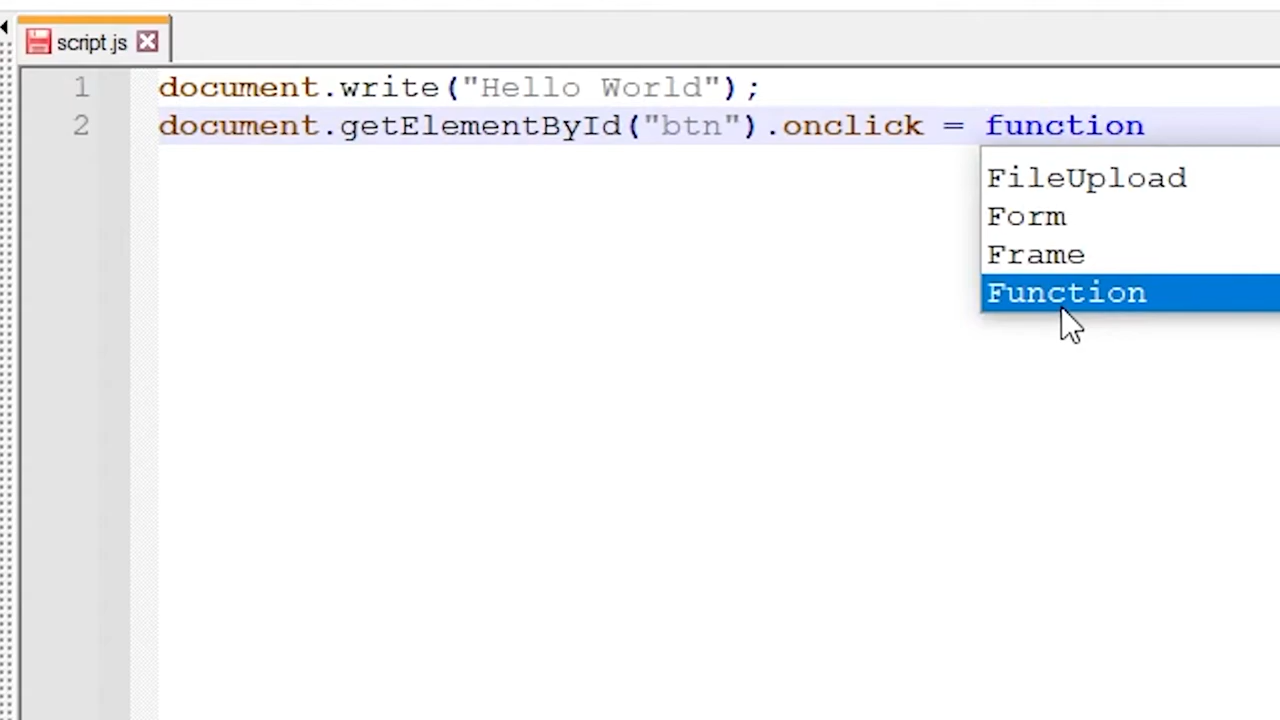 script.js
1 document.write("Hello World");
2 document.getElementById("btn").onclick = function
FileUpload
Form
Frame
Function